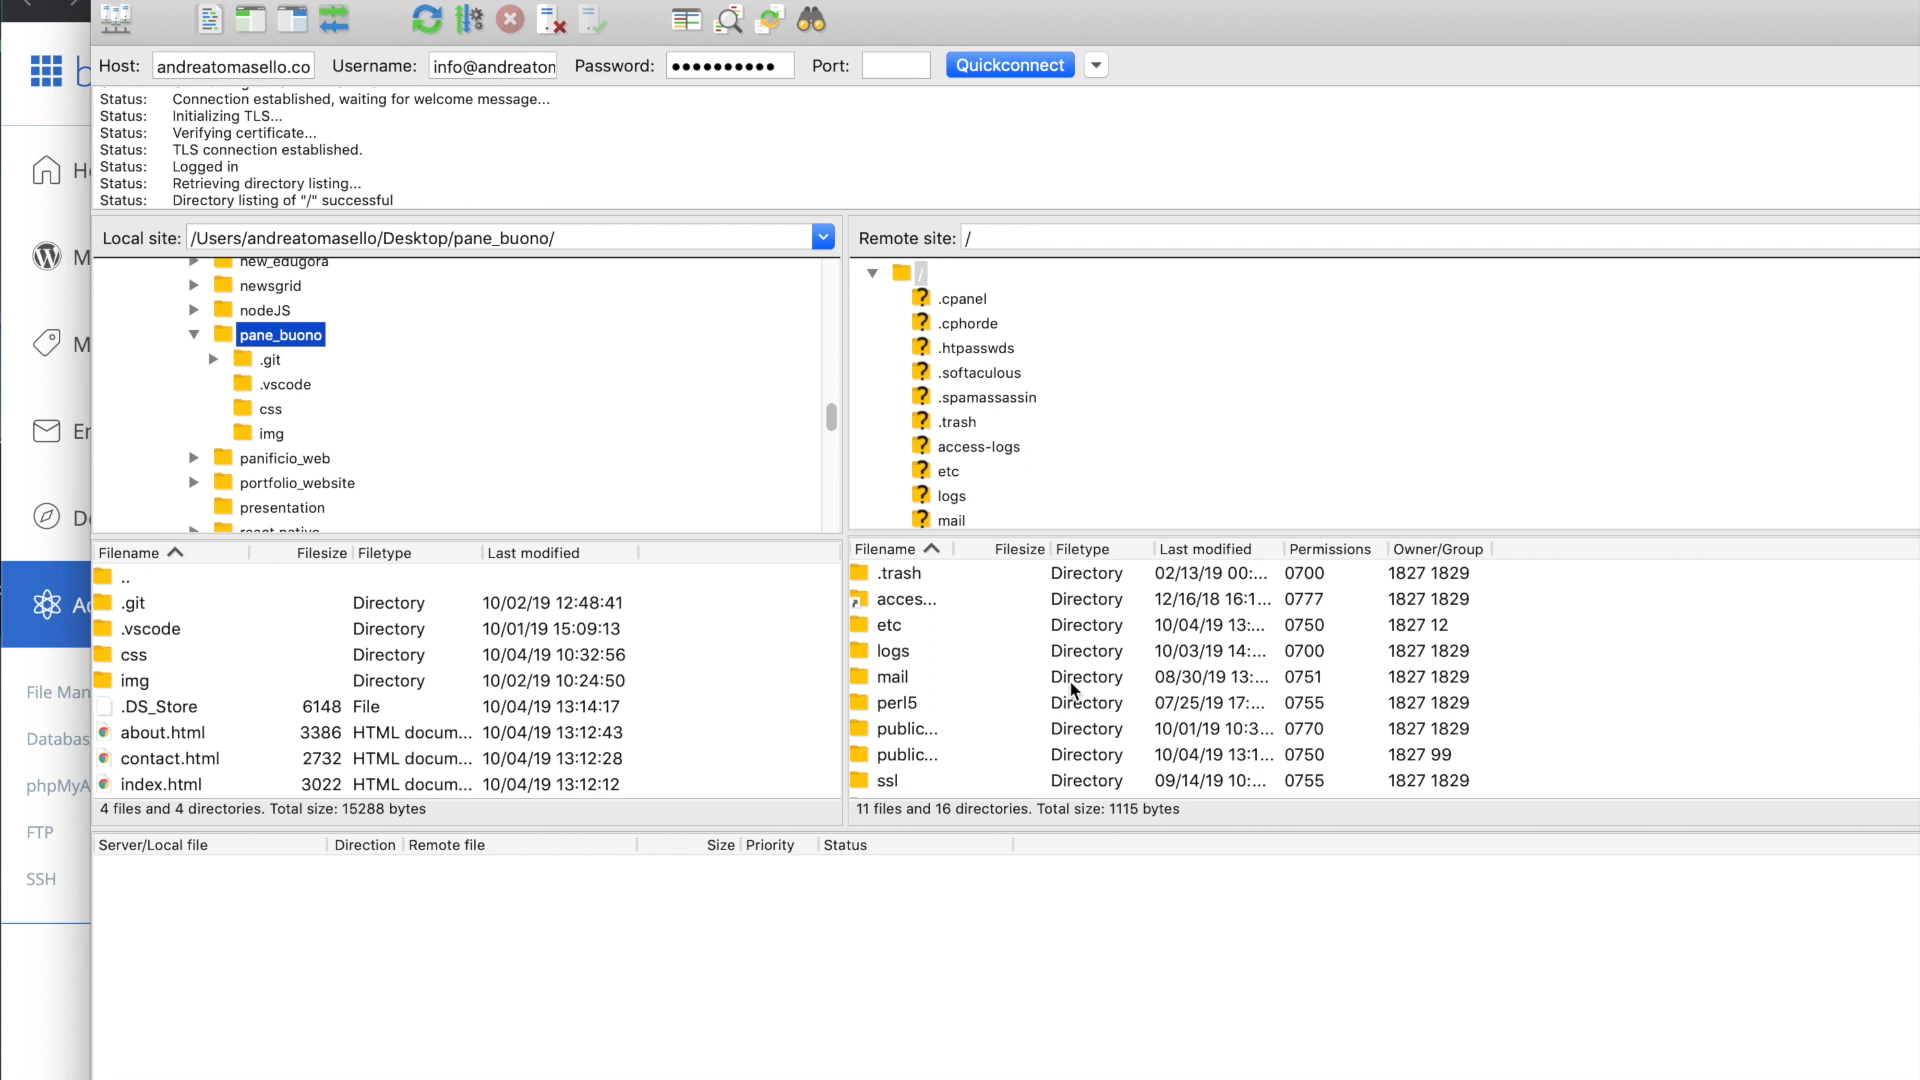 Host: andreatomasello.co Username: info@andreaton Password: ●●●●●●●●●● Port: Quickconnect
Status: Connection established, waiting for welcome message...
Status: Initializing TLS...
Status: Verifying certificate...
Status: TLS connection established.
Status: Logged in
Status: Retrieving directory listing...
Status: Directory listing of "/" successful
Local site: /Users/andreatomasello/Desktop/pane_buono/
new_edugora
newsgrid
nodeJS
pane_buono
.git
.vscode
css
img
panificio_web
portfolio_website
presentation
Filename Filesize Filetype Last modified
..
.git Directory 10/02/19 12:48:41
.vscode Directory 10/01/19 15:09:13
css Directory 10/04/19 10:32:56
img Directory 10/02/19 10:24:50
.DS_Store 6148 File 10/04/19 13:14:17
about.html 3386 HTML docum... 10/04/19 13:12:43
contact.html 2732 HTML docum... 10/04/19 13:12:28
index.html 3022 HTML docum... 10/04/19 13:12:12
4 files and 4 directories. Total size: 15288 bytes
Remote site: /
/
.cpanel
.cphorde
.htpasswds
.softaculous
.spamassassin
.trash
access-logs
etc
logs
mail
Filename Filesize Filetype Last modified Permissions Owner/Group
.trash Directory 02/13/19 00:... 0700 1827 1829
acces... Directory 12/16/18 16:1... 0777 1827 1829
etc Directory 10/04/19 13:... 0750 1827 12
logs Directory 10/03/19 14:... 0700 1827 1829
mail Directory 08/30/19 13:... 0751 1827 1829
perl5 Directory 07/25/19 17:... 0755 1827 1829
public... Directory 10/01/19 10:3... 0770 1827 1829
public... Directory 10/04/19 13:1... 0750 1827 99
ssl Directory 09/14/19 10:... 0755 1827 1829
11 files and 16 directories. Total size: 1115 bytes
Server/Local file Direction Remote file Size Priority Status
b
H
M
M
En
De
Ad
File Man
Databas
phpMyA
FTP
SSH